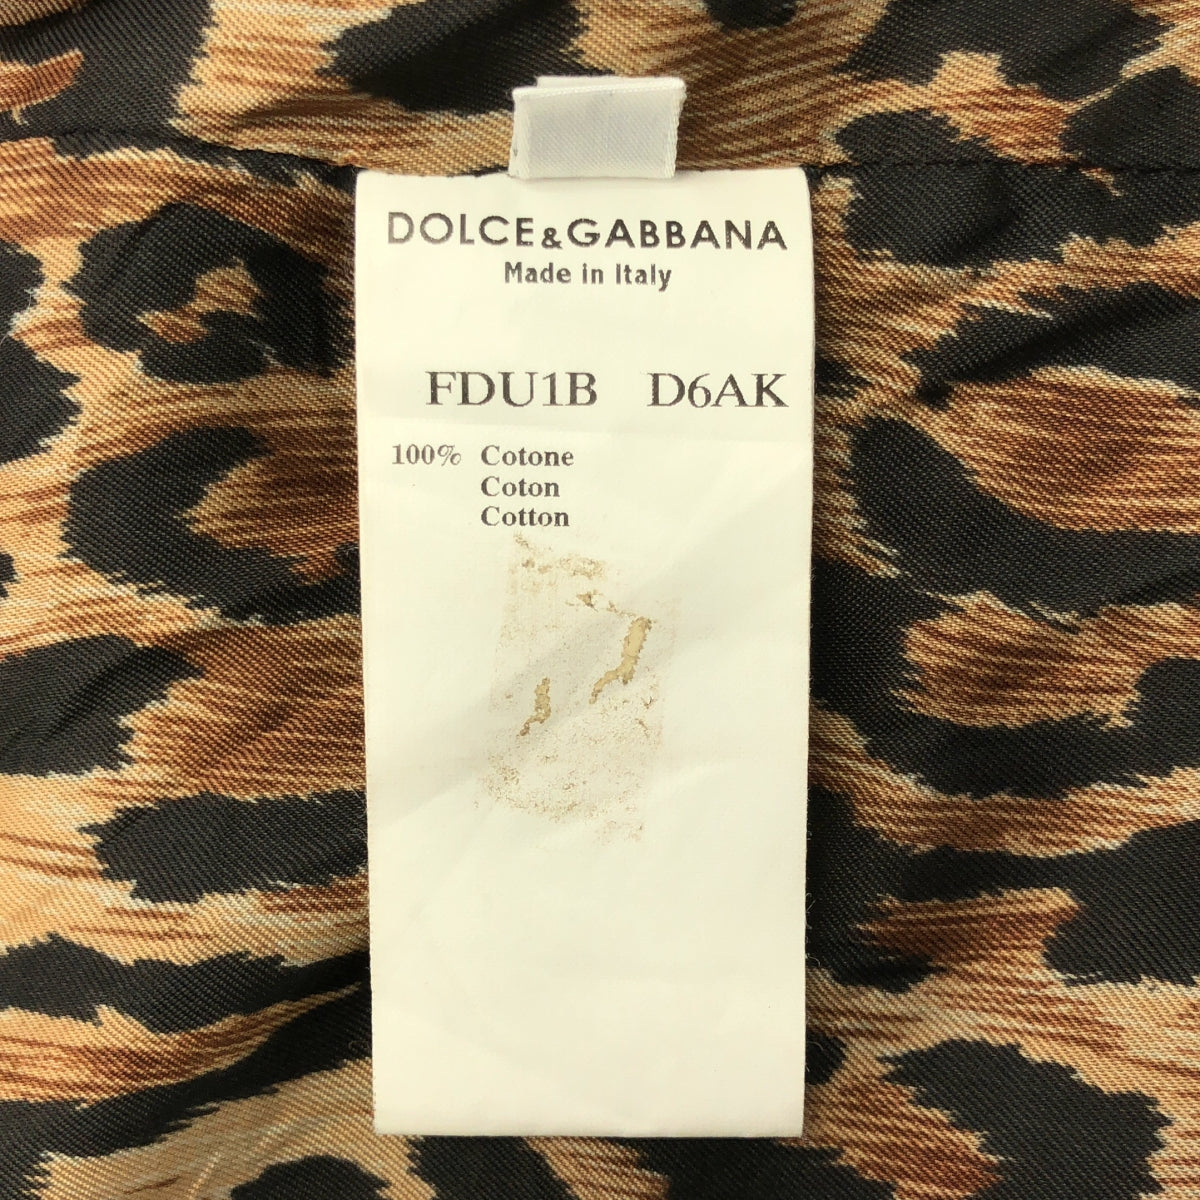 DOLCE&GABBANA
Made in Italy
FDU1B D6AK
100% Cotone
Coton
Cotton